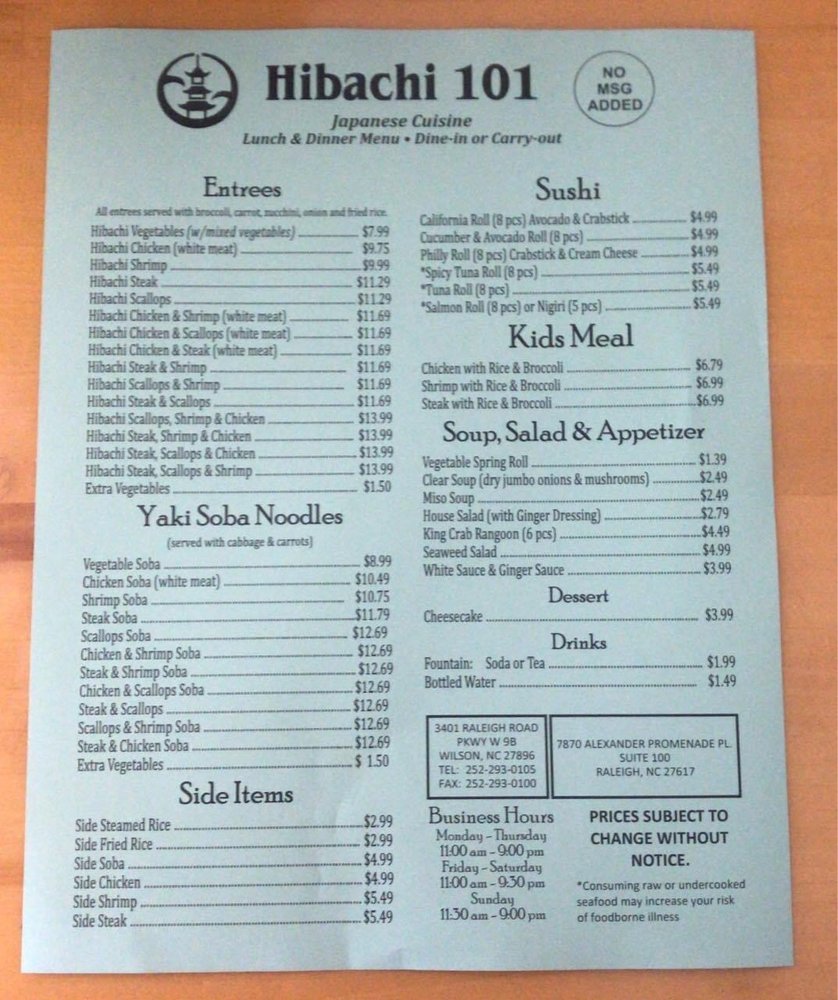 Hibachi 101
NO
MSG
ADDED
Japanese Cuisine
Lunch & Dinner Menu • Dine-in or Carry-out
Entrees
All entrees served with broccoli, carrot, zucchini, onion and fried rice.
Hibachi Vegetables (w/mixed vegetables) $7.99
Hibachi Chicken (white meat) $9.75
Hibachi Shrimp $9.99
Hibachi Steak $11.29
Hibachi Scallops $11.29
Hibachi Chicken & Shrimp (white meat) $11.69
Hibachi Chicken & Scallops (white meat) $11.69
Hibachi Chicken & Steak (white meat) $11.69
Hibachi Steak & Shrimp $11.69
Hibachi Scallops & Shrimp $11.69
Hibachi Steak & Scallops $11.69
Hibachi Scallops, Shrimp & Chicken $13.99
Hibachi Steak, Shrimp & Chicken $13.99
Hibachi Steak, Scallops & Chicken $13.99
Hibachi Steak, Scallops & Shrimp $13.99
Extra Vegetables $1.50
Yaki Soba Noodles
(served with cabbage & carrots)
Vegetable Soba $8.99
Chicken Soba (white meat) $10.49
Shrimp Soba $10.75
Steak Soba $11.79
Scallops Soba $12.69
Chicken & Shrimp Soba $12.69
Steak & Shrimp Soba $12.69
Chicken & Scallops Soba $12.69
Steak & Scallops $12.69
Scallops & Shrimp Soba $12.69
Steak & Chicken Soba $12.69
Extra Vegetables $ 1.50
Side Items
Side Steamed Rice $2.99
Side Fried Rice $2.99
Side Soba $4.99
Side Chicken $4.99
Side Shrimp $5.49
Side Steak $5.49
Sushi
California Roll (8 pcs) Avocado & Crabstick $4.99
Cucumber & Avocado Roll (8 pcs) $4.99
Philly Roll (8 pcs) Crabstick & Cream Cheese $4.99
*Spicy Tuna Roll (8 pcs) $5.49
*Tuna Roll (8 pcs) $5.49
*Salmon Roll (8 pcs) or Nigiri (5 pcs) $5.49
Kids Meal
Chicken with Rice & Broccoli $6.79
Shrimp with Rice & Broccoli $6.99
Steak with Rice & Broccoli $6.99
Soup, Salad & Appetizer
Vegetable Spring Roll $1.39
Clear Soup (dry jumbo onions & mushrooms) $2.49
Miso Soup $2.49
House Salad (with Ginger Dressing) $2.79
King Crab Rangoon (6 pcs) $4.49
Seaweed Salad $4.99
White Sauce & Ginger Sauce $3.99
Dessert
Cheesecake $3.99
Drinks
Fountain: Soda or Tea $1.99
Bottled Water $1.49
3401 RALEIGH ROAD
PKWY W 9B
WILSON, NC 27896
TEL: 252-293-0105
FAX: 252-293-0100
7870 ALEXANDER PROMENADE PL.
SUITE 100
RALEIGH, NC 27617
Business Hours
Monday - Thursday
11:00 am - 9:00 pm
Friday - Saturday
11:00 am - 9:30 pm
Sunday
11:30 am - 9:00 pm
PRICES SUBJECT TO
CHANGE WITHOUT
NOTICE.
*Consuming raw or undercooked
seafood may increase your risk
of foodborne illness